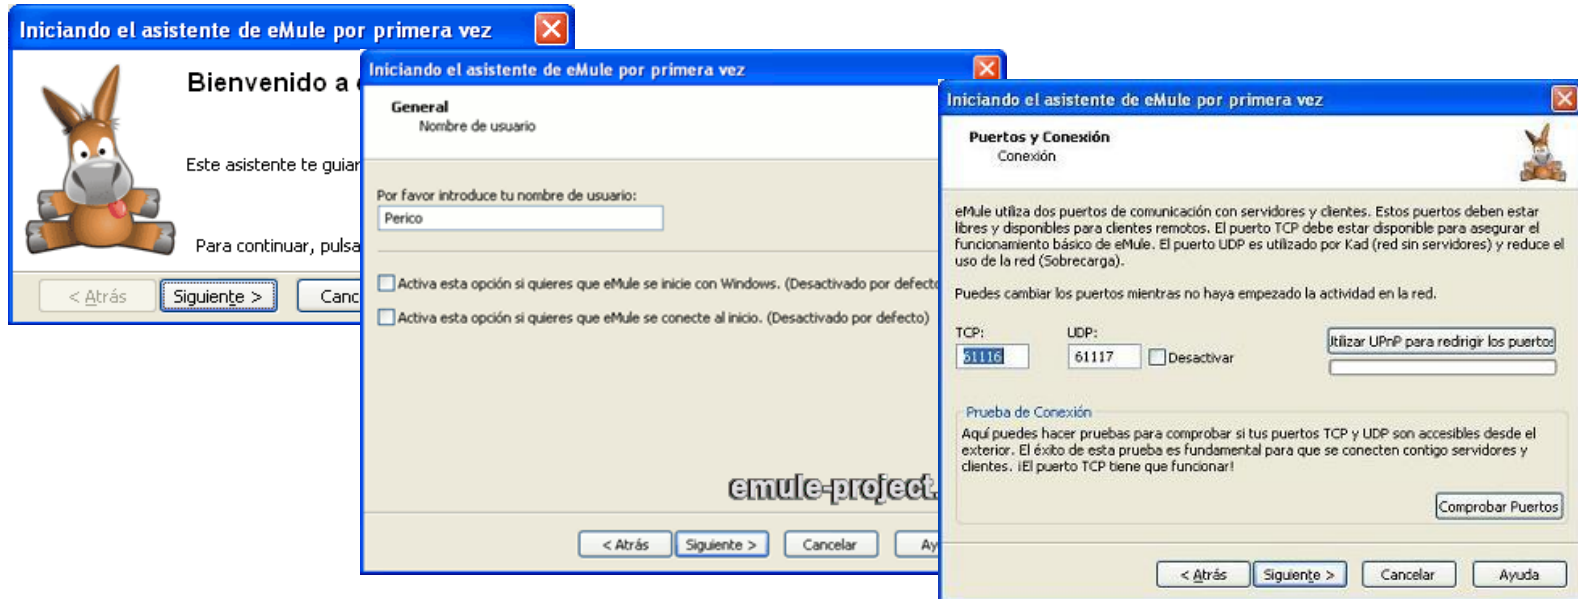 Iniciando el asistente de eMule por primera vez
Bienvenido a
Este asistente te guiar
Para continuar, pulsa
< Atrás
Siguiente >
Canc
Iniciando el asistente de eMule por primera vez
General
Nombre de usuario
Por favor introduce tu nombre de usuario:
Perico
Activa esta opción si quieres que eMule se inicie con Windows. (Desactivado por defecto
Activa esta opción si quieres que eMule se conecte al inicio. (Desactivado por defecto)
emule-project.
< Atrás
Siguiente >
Cancelar
Ay
Iniciando el asistente de eMule por primera vez
Puertos y Conexión
Conexión
eMule utiliza dos puertos de comunicación con servidores y clientes. Estos puertos deben estar
libres y disponibles para clientes remotos. El puerto TCP debe estar disponible para asegurar el
funcionamiento básico de eMule. El puerto UDP es utilizado por Kad (red sin servidores) y reduce el
uso de la red (Sobrecarga).
Puedes cambiar los puertos mientras no haya empezado la actividad en la red.
TCP:
UDP:
61116
61117
Desactivar
Utilizar UPnP para redirigir los puertos
Prueba de Conexión
Aquí puedes hacer pruebas para comprobar si tus puertos TCP y UDP son accesibles desde el
exterior. El éxito de esta prueba es fundamental para que se conecten contigo servidores y
clientes. ¡El puerto TCP tiene que funcionar!
Comprobar Puertos
< Atrás
Siguiente >
Cancelar
Ayuda